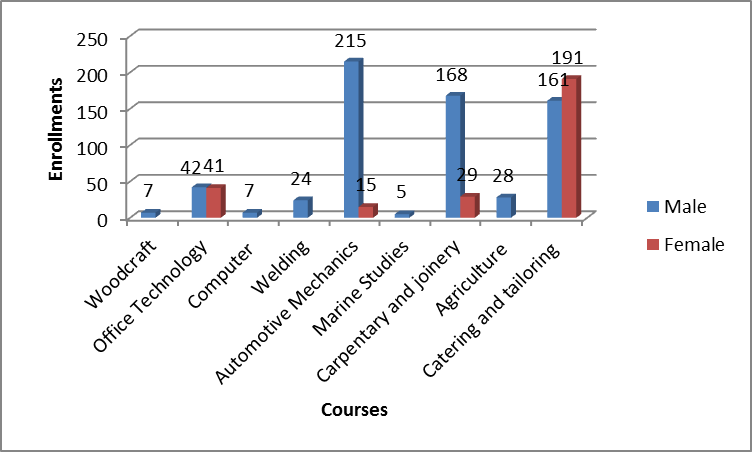 250
200
150
100
50
0
Enrollments
7
42
41
7
24
215
15
5
168
29
28
161
191
Woodcraft
Office Technology
Computer
Welding
Automotive Mechanics
Marine Studies
Carpentary and joinery
Agriculture
Catering and tailoring
Courses
Male
Female